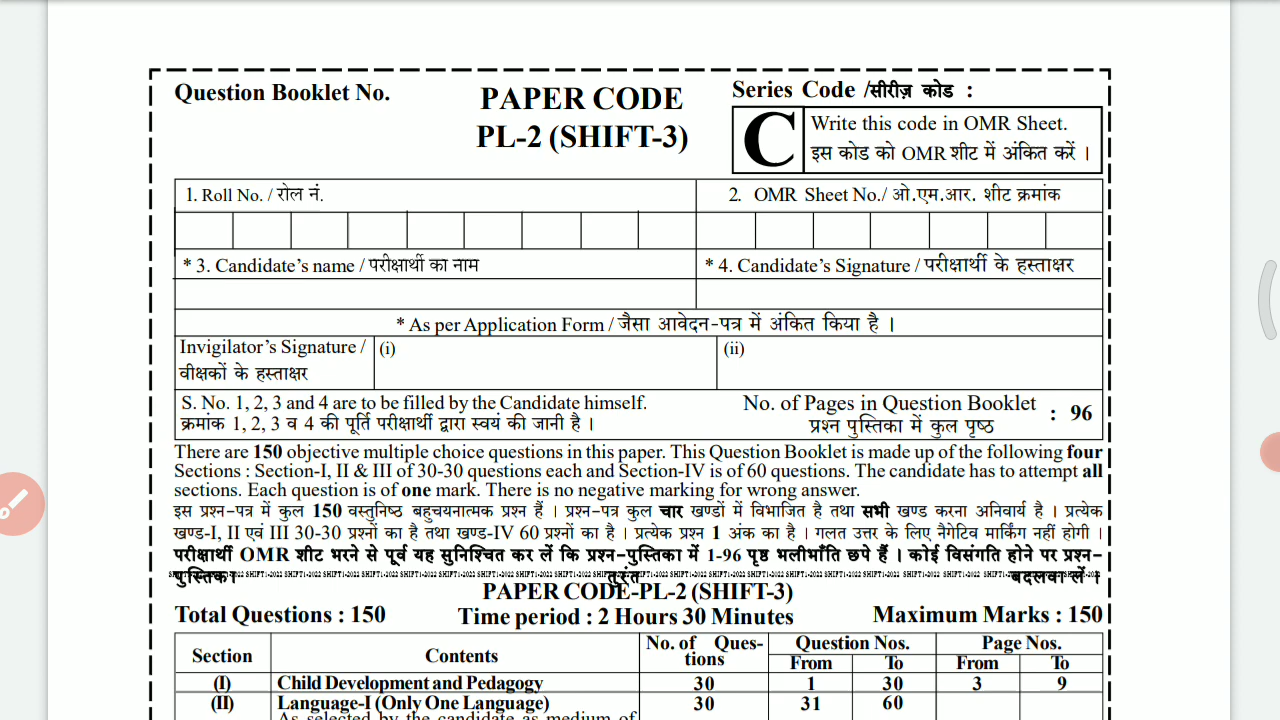 Question Booklet No.
PAPER CODE
PL-2 (SHIFT-3)
Series Code /सीरीज़ कोड :
C
Write this code in OMR Sheet.
इस कोड को OMR शीट में अंकित करें ।
1. Roll No. / रोल नं.
2. OMR Sheet No./ ओ.एम.आर. शीट क्रमांक
* 3. Candidate's name / परीक्षार्थी का नाम
* 4. Candidate's Signature / परीक्षार्थी के हस्ताक्षर
* As per Application Form / जैसा आवेदन-पत्र में अंकित किया है ।
Invigilator's Signature /
वीक्षकों के हस्ताक्षर
(i)
(ii)
S. No. 1, 2, 3 and 4 are to be filled by the Candidate himself.
क्रमांक 1, 2, 3 व 4 की पूर्ति परीक्षार्थी द्वारा स्वयं की जानी है ।
No. of Pages in Question Booklet
प्रश्न पुस्तिका में कुल पृष्ठ
: 96
There are 150 objective multiple choice questions in this paper. This Question Booklet is made up of the following four
Sections : Section-I, II & III of 30-30 questions each and Section-IV is of 60 questions. The candidate has to attempt all
sections. Each question is of one mark. There is no negative marking for wrong answer.
इस प्रश्न-पत्र में कुल 150 वस्तुनिष्ठ बहुचयनात्मक प्रश्न हैं । प्रश्न-पत्र कुल चार खण्डों में विभाजित है तथा सभी खण्ड करना अनिवार्य है । प्रत्येक
खण्ड-I, II एवं III 30-30 प्रश्नों का है तथा खण्ड-IV 60 प्रश्नों का है । प्रत्येक प्रश्न 1 अंक का है । गलत उत्तर के लिए नैगेटिव मार्किंग नहीं होगी ।
परीक्षार्थी OMR शीट भरने से पूर्व यह सुनिश्चित कर लें कि प्रश्न-पुस्तिका में 1-96 पृष्ठ भलीभाँति छपे हैं । कोई विसंगति होने पर प्रश्न-
पुस्तिका तुरंत बदलवा लें ।
PAPER CODE-PL-2 (SHIFT-3)
Total Questions : 150
Time period : 2 Hours 30 Minutes
Maximum Marks : 150
Section
Contents
No. of Ques-
tions
Question Nos.
Page Nos.
From
To
From
To
(I) Child Development and Pedagogy 30 1 30 3 9
(II) Language-I (Only One Language) 30 31 60
As selected by the candidate as medium of